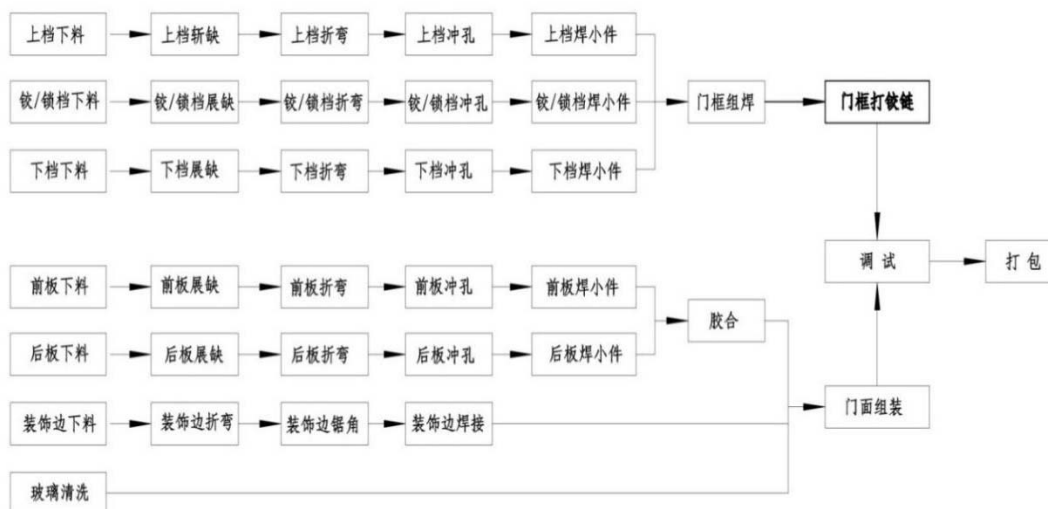 上档下料 上档斩缺 上档折弯 上档冲孔 上档焊小件
铰/锁档下料 铰/锁档展缺 铰/锁档折弯 铰/锁档冲孔 铰/锁档焊小件 门框组焊 门框打铰链
下档下料 下档展缺 下档折弯 下档冲孔 下档焊小件
调试 打包
前板下料 前板展缺 前板折弯 前板冲孔 前板焊小件
胶合
后板下料 后板展缺 后板折弯 后板冲孔 后板焊小件
门面组装
装饰边下料 装饰边折弯 装饰边锯角 装饰边焊接
玻璃清洗